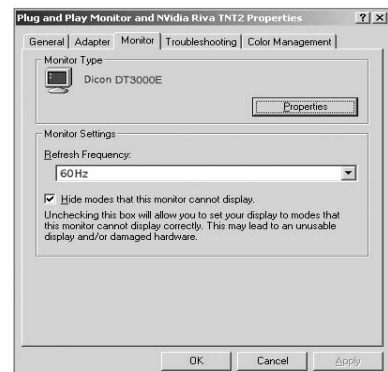 Plug and Play Monitor and NVidia Riva TNT2 Properties
General Adapter Monitor Troubleshooting Color Management
Monitor Type
Dicon DT3000E
Properties
Monitor Settings
Refresh Frequency:
60Hz
Hide modes that this monitor cannot display.
Unchecking this box will allow you to set your display to modes that
this monitor cannot display correctly. This may lead to an unusable
display and/or damaged hardware.
OK Cancel Apply